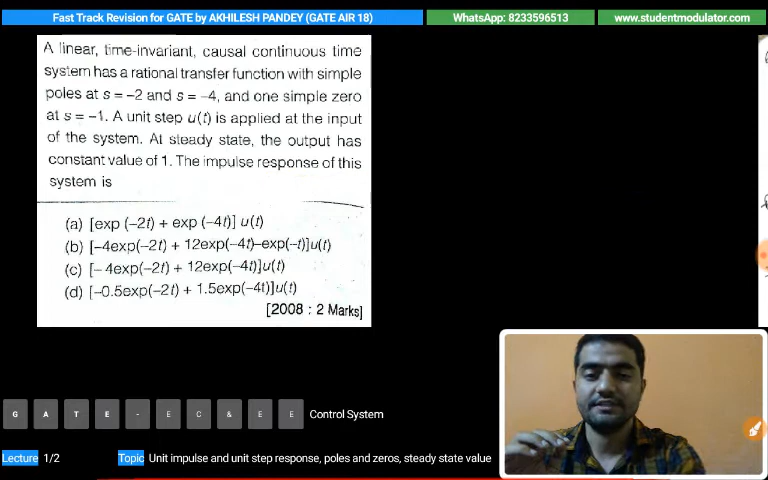 Fast Track Revision for GATE by AKHILESH PANDEY (GATE AIR 18)
WhatsApp: 8233596513
www.studentmodulator.com
A linear, time-invariant, causal continuous time
system has a rational transfer function with simple
poles at s = –2 and s = –4, and one simple zero
at s = –1. A unit step u(t) is applied at the input
of the system. At steady state, the output has
constant value of 1. The impulse response of this
system is
(a) [exp (–2t) + exp (–4t)] u(t)
(b) [–4exp(–2t) + 12exp(–4t)–exp(–t)]u(t)
(c) [– 4exp(–2t) + 12exp(–4t)]u(t)
(d) [–0.5exp(–2t) + 1.5exp(–4t)]u(t)
[2008 : 2 Marks]
G A T E - E C & E E Control System
Lecture 1/2 Topic Unit impulse and unit step response, poles and zeros, steady state value